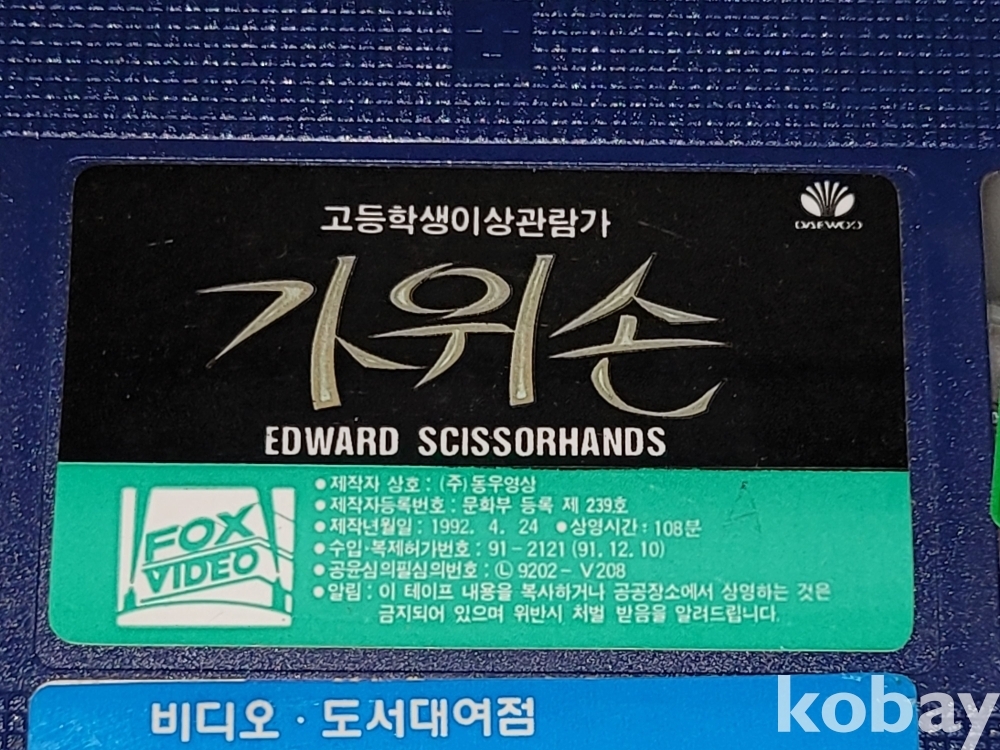 고등학생이상관람가
DAEWOO
가위손
EDWARD SCISSORHANDS
FOX
VIDEO
● 제작자 상호 : (주)동우영상
● 제작자등록번호 : 문화부 등록 제 239호
● 제작년월일 : 1992. 4. 24 ● 상영시간 : 108분
● 수입·복제허가번호 : 91 - 2121 (91. 12. 10)
● 공윤심의필심의번호 : Ⓛ 9202 - V208
● 알림 : 이 테이프 내용을 복사하거나 공공장소에서 상영하는 것은
금지되어 있으며 위반시 처벌 받음을 알려드립니다.
비디오 · 도서대여점
kobay